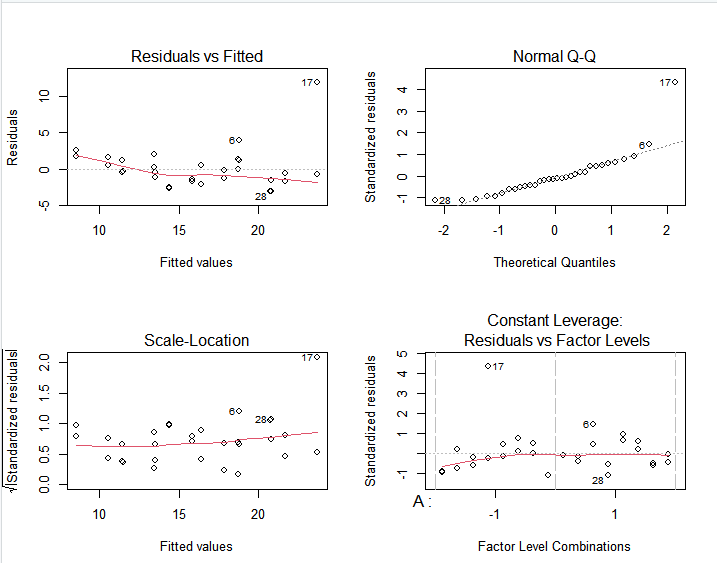 Residuals vs Fitted
Residuals
-5 0 5 10
17
6
28
10 15 20
Fitted values
Normal Q-Q
Standardized residuals
-1 0 1 2 3 4
17
6
28
-2 -1 0 1 2
Theoretical Quantiles
Scale-Location
√|Standardized residuals|
0.0 0.5 1.0 1.5 2.0
17
6
28
10 15 20
Fitted values
Constant Leverage:
Residuals vs Factor Levels
Standardized residuals
-1 1 2 3 4 5
17
6
28
A :
-1 1
Factor Level Combinations